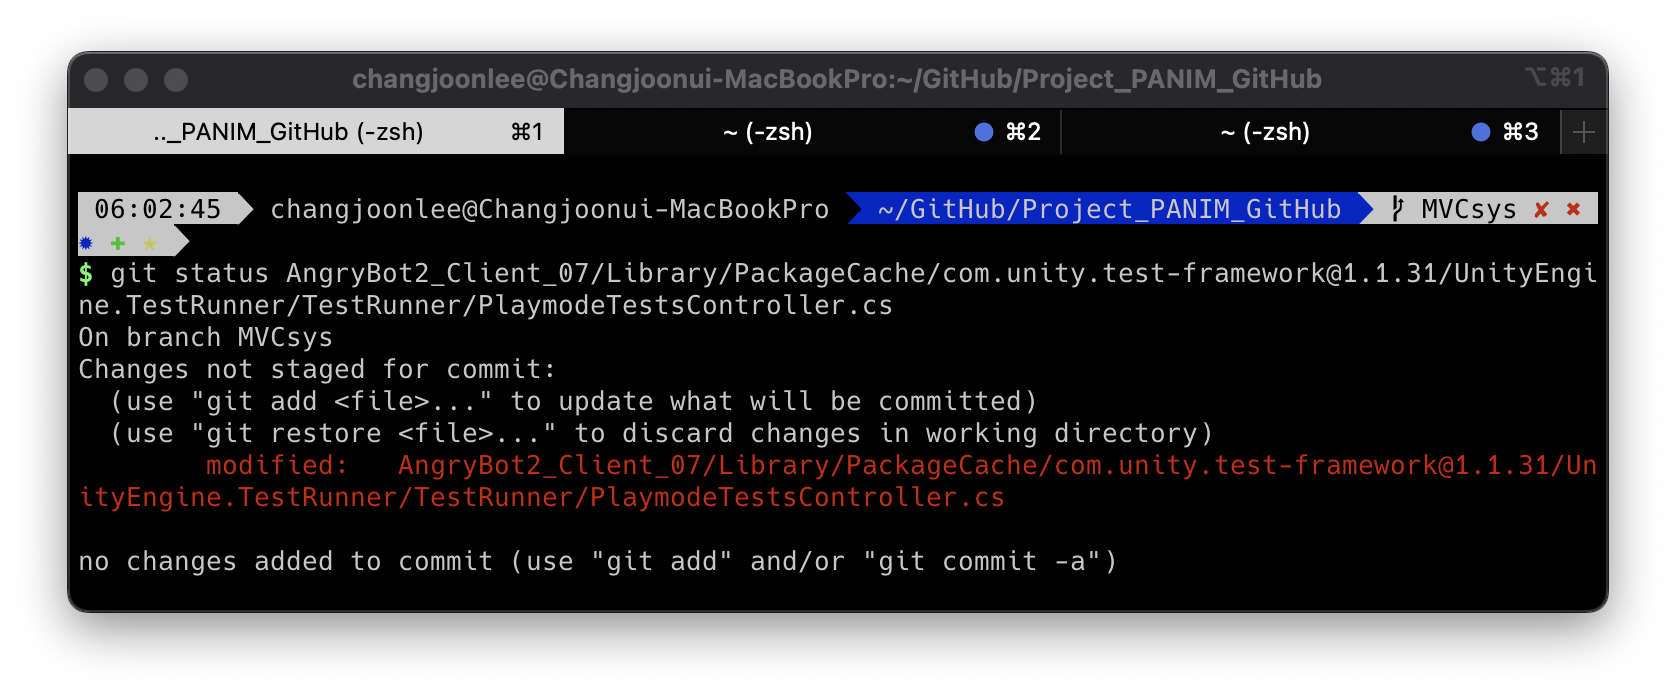 changjoonlee@Changjoonui-MacBookPro:~/GitHub/Project_PANIM_GitHub ⌥⌘1
.._PANIM_GitHub (-zsh) ⌘1 ~ (-zsh) ⌘2 ~ (-zsh) ⌘3
06:02:45 changjoonlee@Changjoonui-MacBookPro ~/GitHub/Project_PANIM_GitHub MVCsys ✘ ✖
✹ ✚ ★
$ git status AngryBot2_Client_07/Library/PackageCache/com.unity.test-framework@1.1.31/UnityEngi
ne.TestRunner/TestRunner/PlaymodeTestsController.cs
On branch MVCsys
Changes not staged for commit:
  (use "git add <file>..." to update what will be committed)
  (use "git restore <file>..." to discard changes in working directory)
        modified:   AngryBot2_Client_07/Library/PackageCache/com.unity.test-framework@1.1.31/Un
ityEngine.TestRunner/TestRunner/PlaymodeTestsController.cs
no changes added to commit (use "git add" and/or "git commit -a")